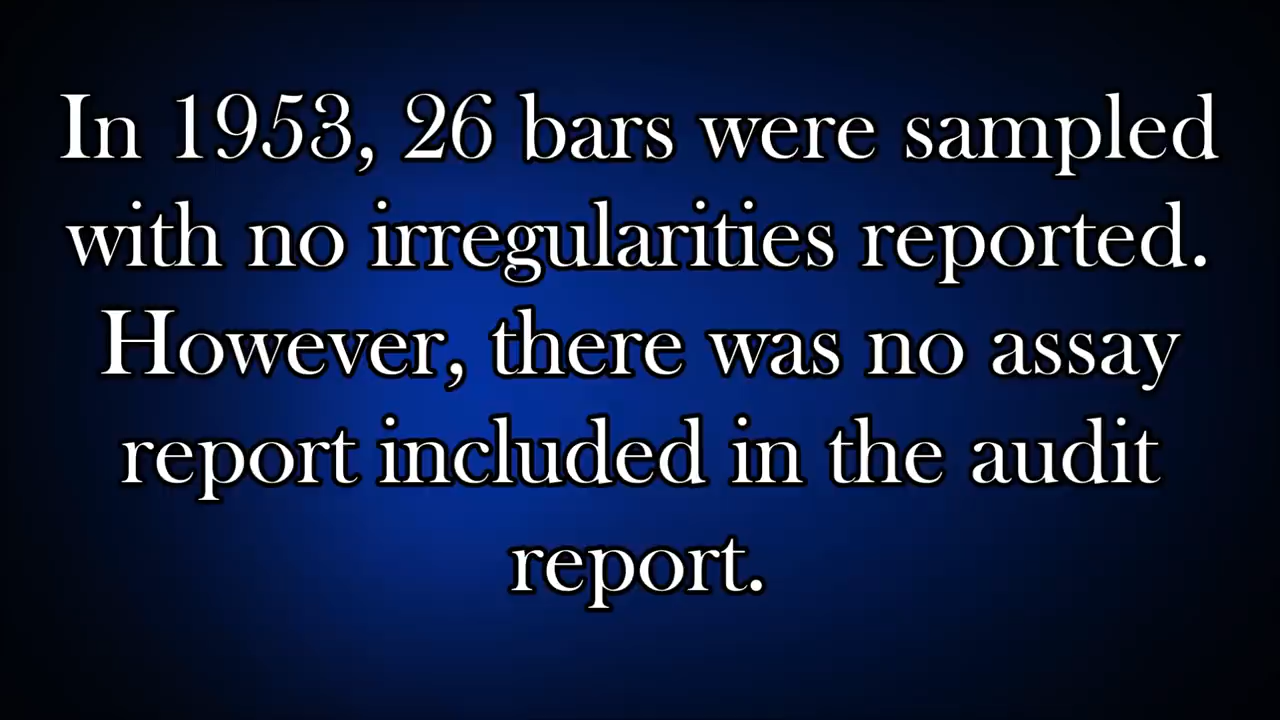 In 1953, 26 bars were sampled
with no irregularities reported.
However, there was no assay
report included in the audit
report.